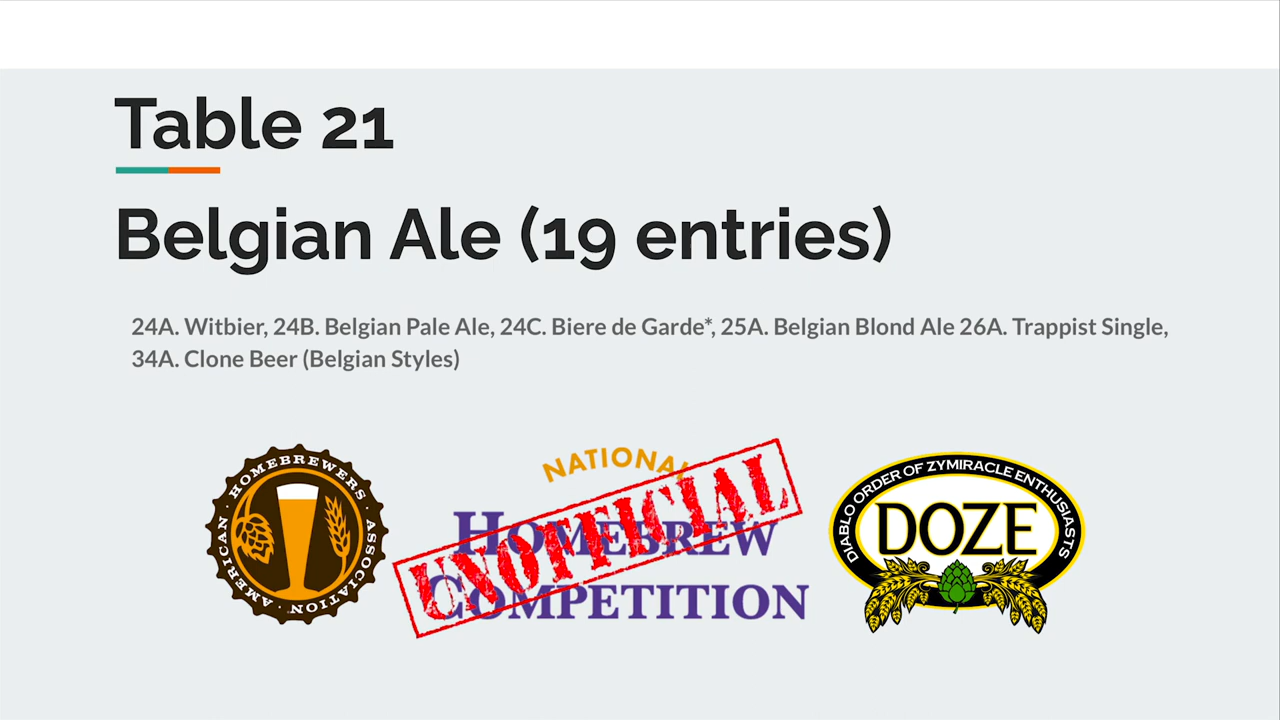 Table 21
Belgian Ale (19 entries)
24A. Witbier, 24B. Belgian Pale Ale, 24C. Biere de Garde*, 25A. Belgian Blond Ale 26A. Trappist Single,
34A. Clone Beer (Belgian Styles)
HOMEBREWERS ASSOCIATION · AMERICAN ·
NATIONAL
HOMEBREW
COMPETITION
UNOFFICIAL
DIABLO ORDER OF ZYMIRACLE ENTHUSIASTS
DOZE